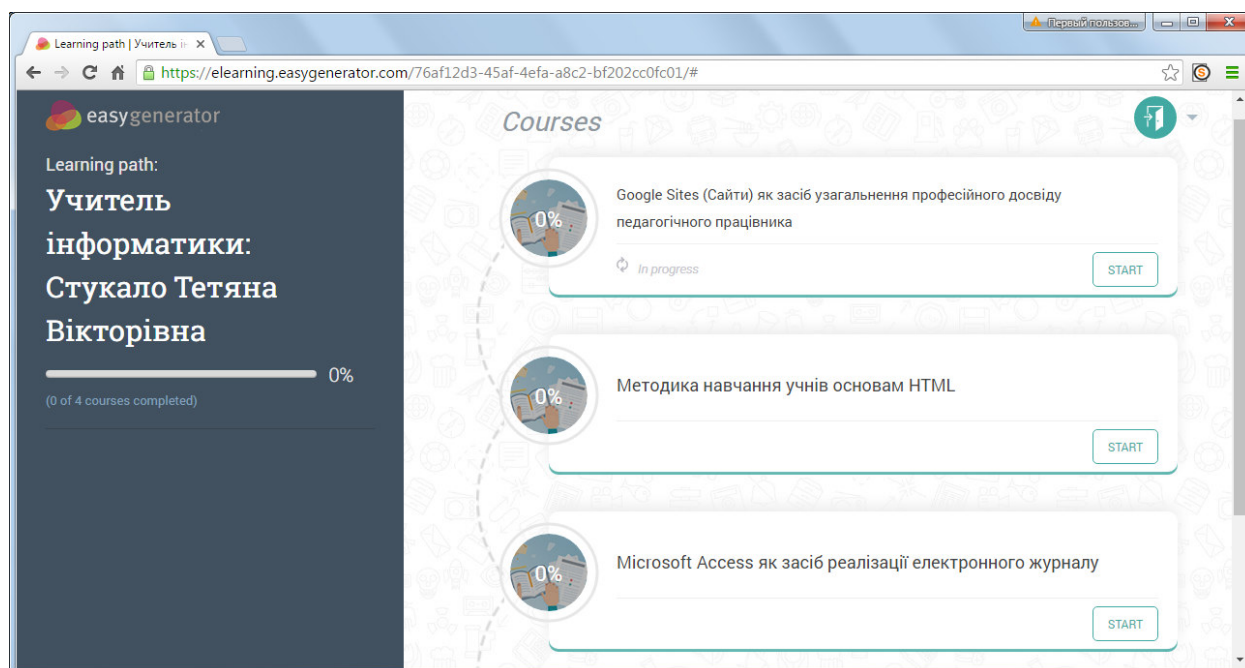 Первый пользов...
Learning path | Учитель ін
https://elearning.easygenerator.com/76af12d3-45af-4efa-a8c2-bf202cc0fc01/#
easygenerator
Learning path:
Учитель
інформатики:
Стукало Тетяна
Вікторівна
0%
(0 of 4 courses completed)
Courses
0%
Google Sites (Сайти) як засіб узагальнення професійного досвіду
педагогічного працівника
In progress
START
0%
Методика навчання учнів основам HTML
START
0%
Microsoft Access як засіб реалізації електронного журналу
START